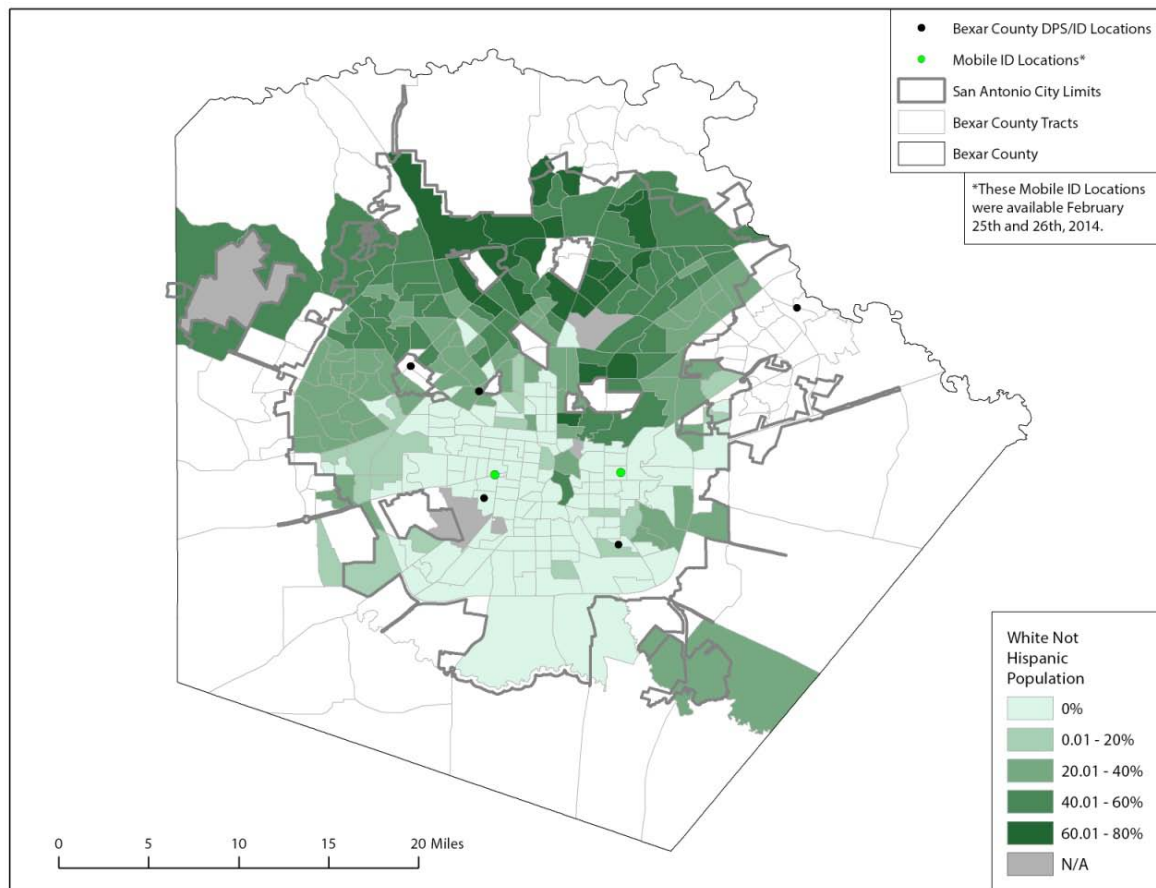 Bexar County DPS/ID Locations
Mobile ID Locations*
San Antonio City Limits
Bexar County Tracts
Bexar County
*These Mobile ID Locations
were available February
25th and 26th, 2014.
White Not
Hispanic
Population
0%
0.01 - 20%
20.01 - 40%
40.01 - 60%
60.01 - 80%
N/A
0 5 10 15 20 Miles